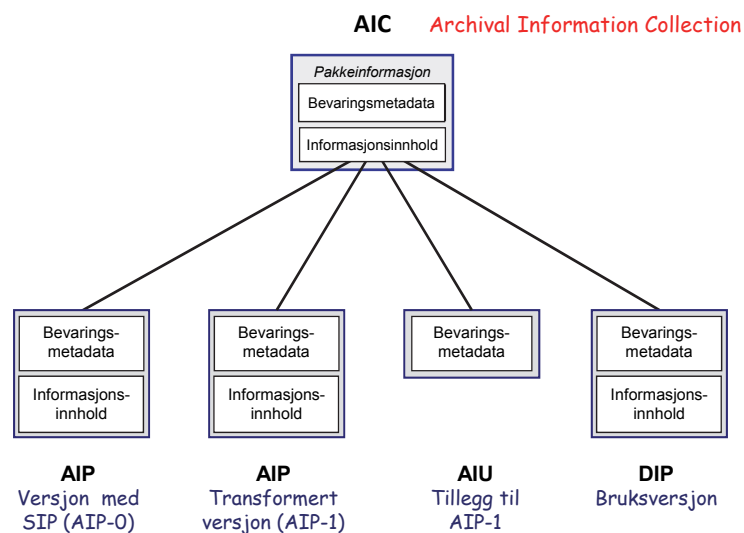 AIC Archival Information Collection
Pakkeinformasjon
Bevaringsmetadata
Informasjonsinnhold
Bevarings-
metadata
Informasjons-
innhold
Bevarings-
metadata
Informasjons-
innhold
Bevarings-
metadata
Bevarings-
metadata
Informasjons-
innhold
AIP
Versjon med
SIP (AIP-0)
AIP
Transformert
versjon (AIP-1)
AIU
Tillegg til
AIP-1
DIP
Bruksversjon